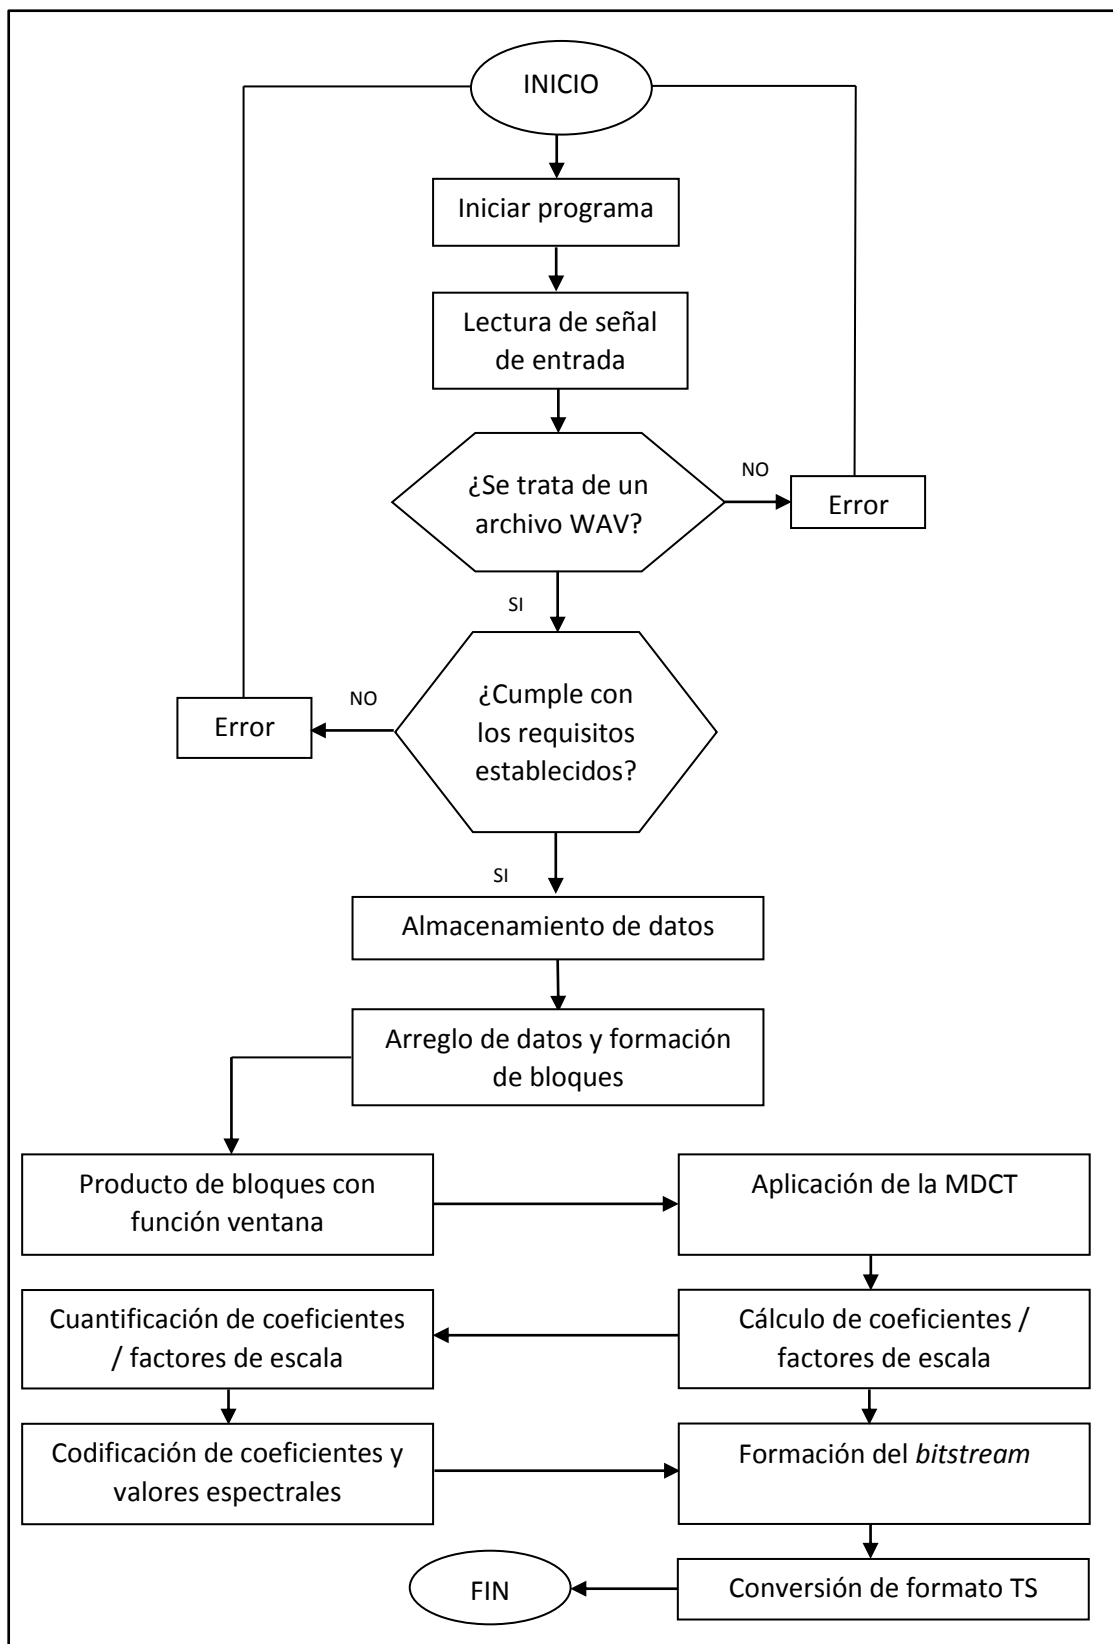 INICIO
Iniciar programa
Lectura de señal
de entrada
¿Se trata de un
archivo WAV?
NO
Error
SI
¿Cumple con
los requisitos
establecidos?
NO
Error
SI
Almacenamiento de datos
Arreglo de datos y formación
de bloques
Producto de bloques con
función ventana
Aplicación de la MDCT
Cálculo de coeficientes /
factores de escala
Cuantificación de coeficientes
/ factores de escala
Codificación de coeficientes y
valores espectrales
Formación del bitstream
Conversión de formato TS
FIN